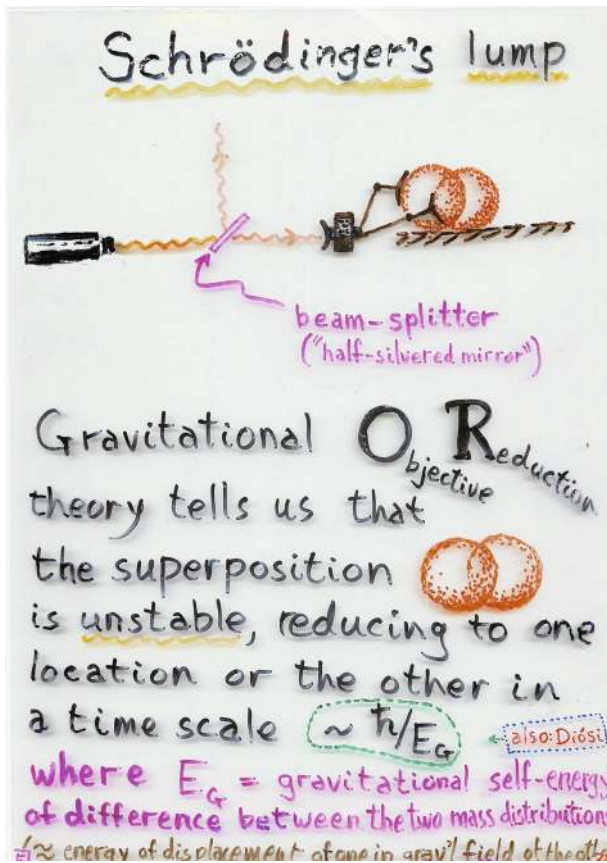 Schrödinger's lump
beam-splitter
("half-silvered mirror")
Gravitational Objective Reduction
theory tells us that
the superposition
is unstable, reducing to one
location or the other in
a time scale ~ ħ/E_G
also: Diósi
where E_G = gravitational self-energy
of difference between the two mass distribution
(≈ energy of displacement of one in grav'l field of the oth